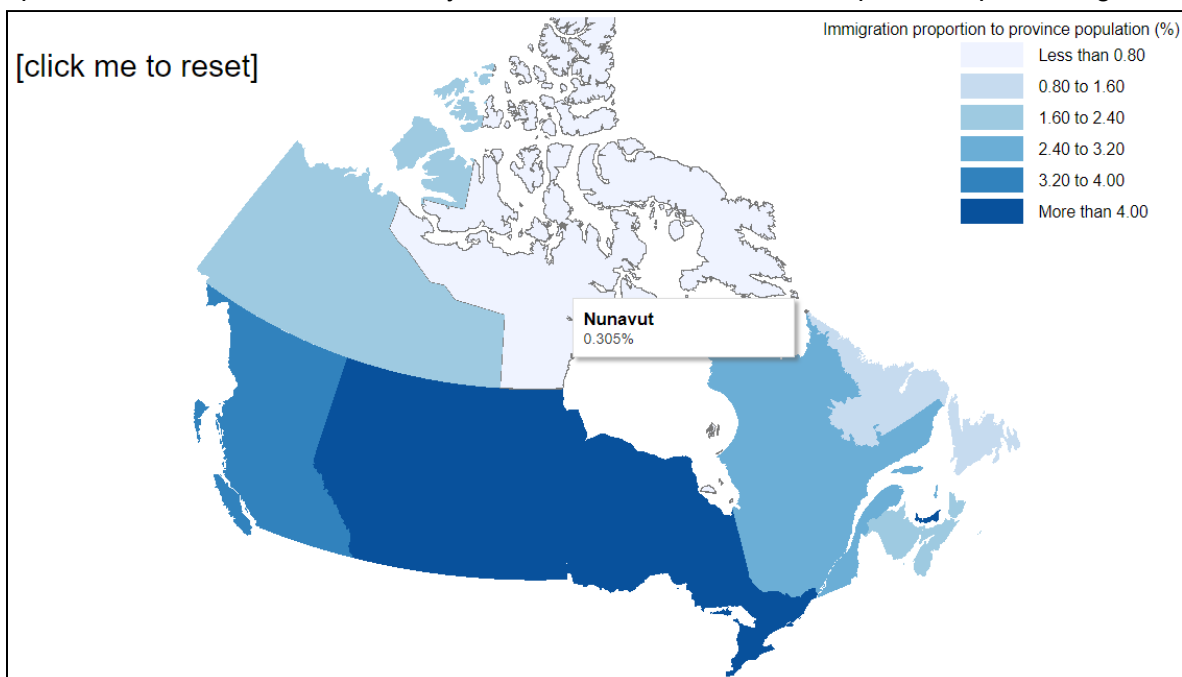 Immigration proportion to province population (%)
[click me to reset]
Less than 0.80
0.80 to 1.60
1.60 to 2.40
2.40 to 3.20
3.20 to 4.00
More than 4.00
Nunavut
0.305%